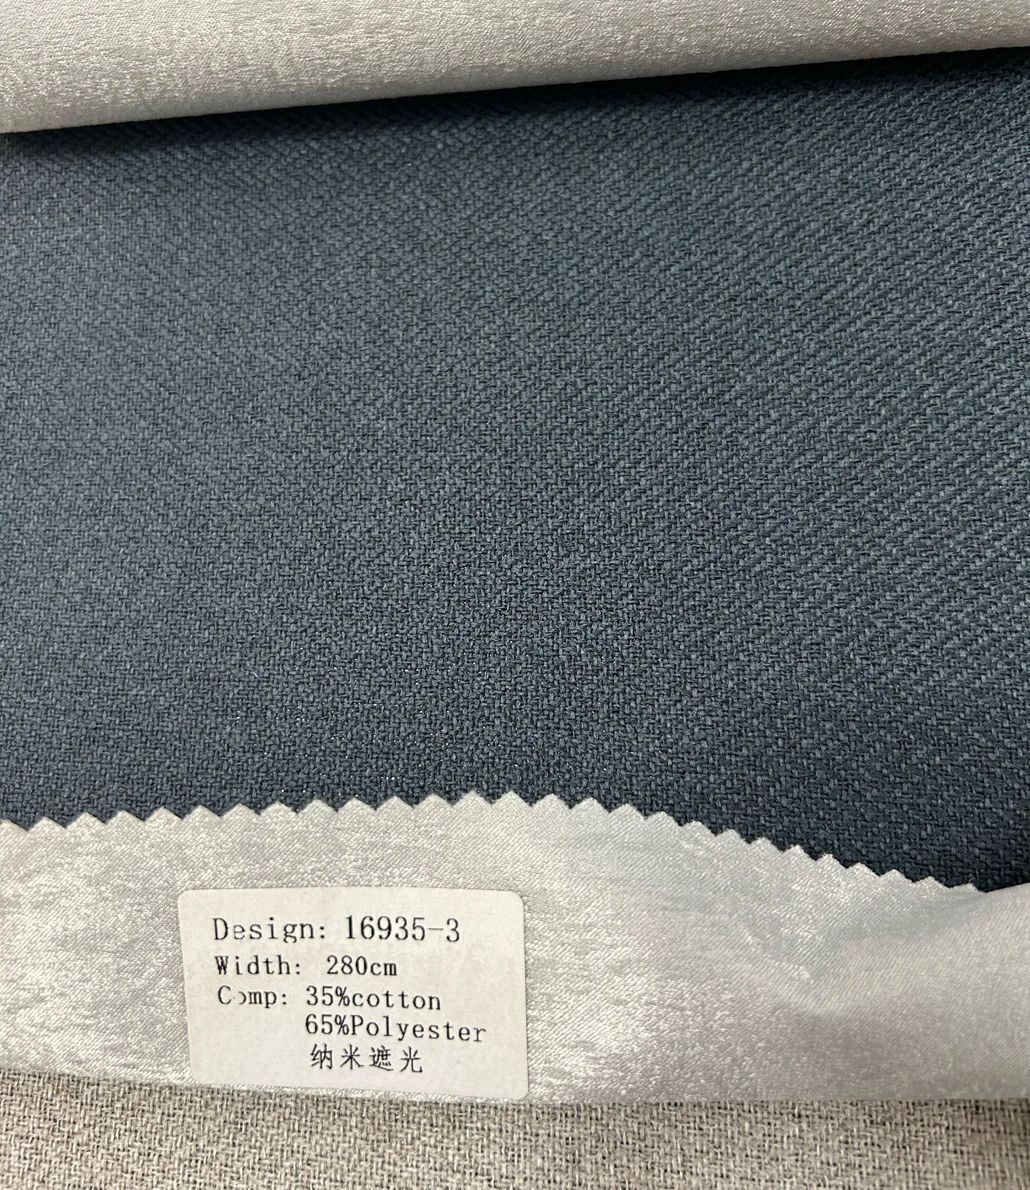 Design: 16935-3
Width: 280cm
Comp: 35%cotton
65%Polyester
纳米遮光